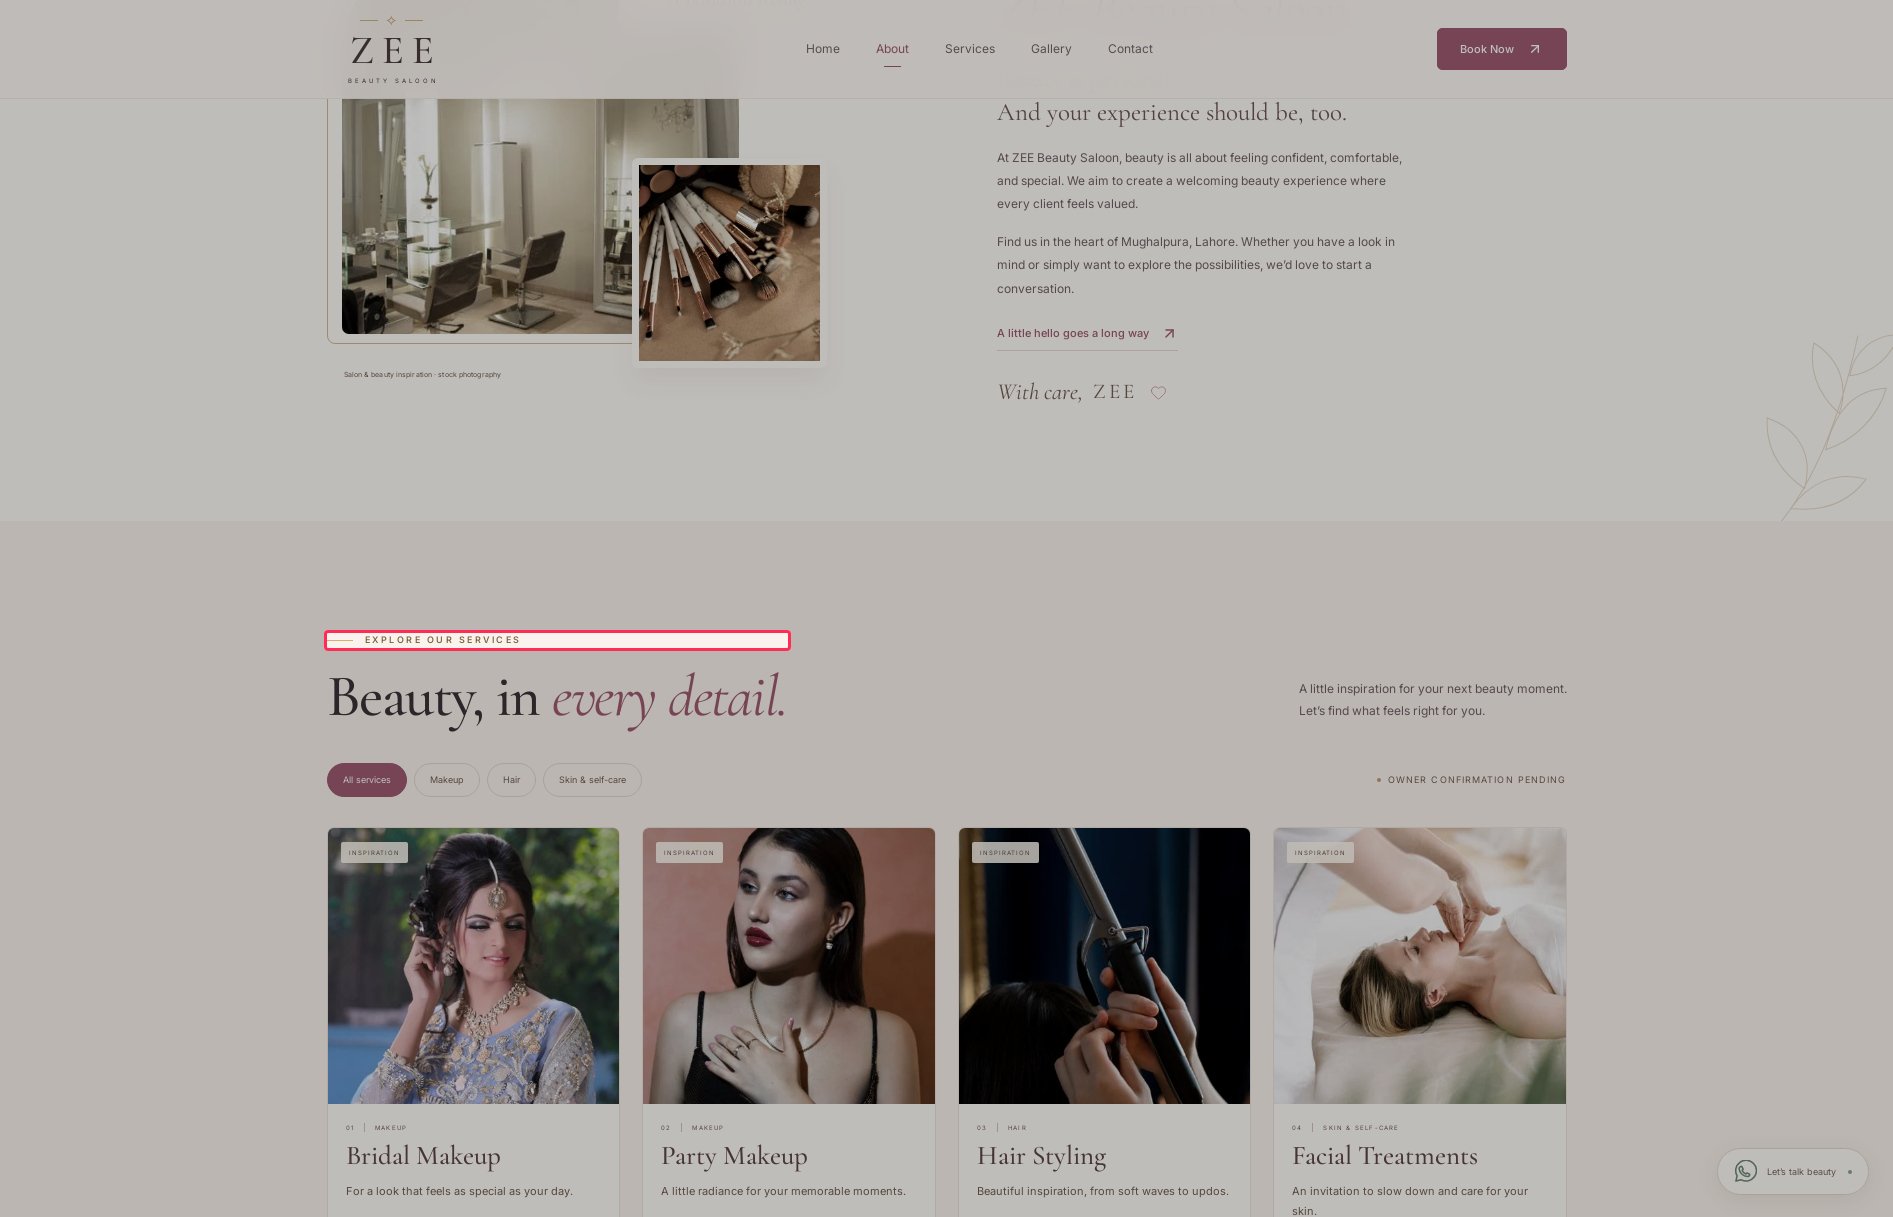 ZEE
BEAUTY SALOON
Home
About
Services
Gallery
Contact
Book Now
And your experience should be, too.
At ZEE Beauty Saloon, beauty is all about feeling confident, comfortable,
and special. We aim to create a welcoming beauty experience where
every client feels valued.
Find us in the heart of Mughalpura, Lahore. Whether you have a look in
mind or simply want to explore the possibilities, we’d love to start a
conversation.
A little hello goes a long way
With care, ZEE
Salon & beauty inspiration · stock photography
EXPLORE OUR SERVICES
Beauty, in every detail.
A little inspiration for your next beauty moment.
Let’s find what feels right for you.
All services
Makeup
Hair
Skin & self-care
OWNER CONFIRMATION PENDING
INSPIRATION
01 | MAKEUP
Bridal Makeup
For a look that feels as special as your day.
INSPIRATION
02 | MAKEUP
Party Makeup
A little radiance for your memorable moments.
INSPIRATION
03 | HAIR
Hair Styling
Beautiful inspiration, from soft waves to updos.
INSPIRATION
04 | SKIN & SELF-CARE
Facial Treatments
An invitation to slow down and care for your
skin.
Let’s talk beauty